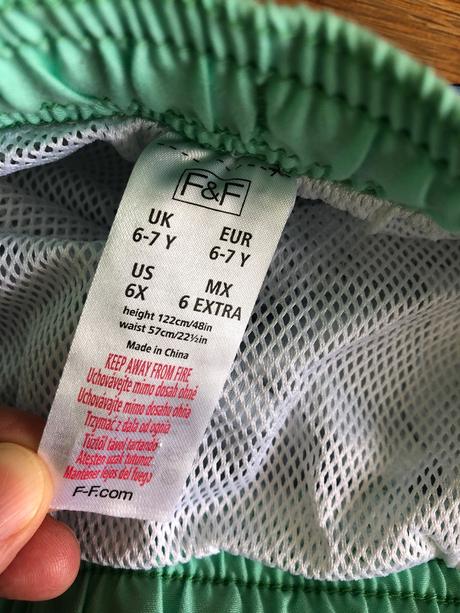 F&F
UK
6-7 Y
EUR
6-7 Y
US
6X
MX
6 EXTRA
height 122cm/48in
waist 57cm/22½in
Made in China
KEEP AWAY FROM FIRE
Uchovávejte mimo dosah ohně
Uchovávajte mimo dosahu ohňa
Trzymać z dala od ognia
Tűztől távol tartandó
Ateşten uzak tutunuz
Mantener lejos del fuego
F-F.com